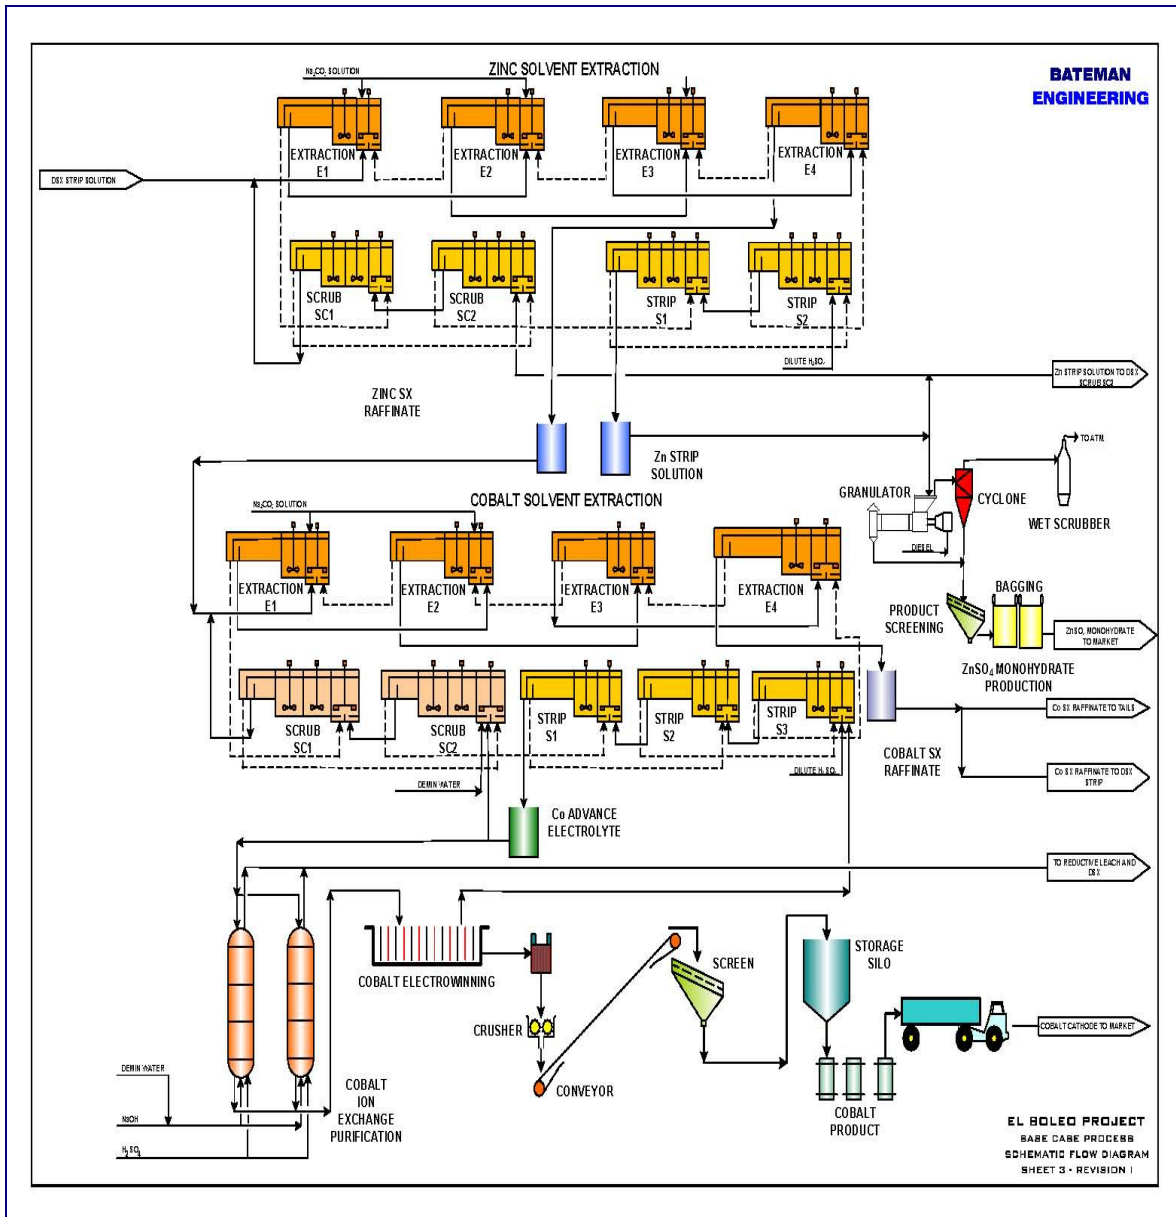 ZINC SOLVENT EXTRACTION
Na₂CO₃ SOLUTION
BATEMAN
ENGINEERING
EXTRACTION
E1
EXTRACTION
E2
EXTRACTION
E3
EXTRACTION
E4
DSX STRIP SOLUTION
SCRUB
SC1
SCRUB
SC2
STRIP
S1
STRIP
S2
DILUTE H₂SO₄
Zn STRIP SOLUTION TO DSX
SCRUB SC2
ZINC SX
RAFFINATE
Zn STRIP
SOLUTION
TO ATM
GRANULATOR
CYCLONE
WET SCRUBBER
DIESEL
COBALT SOLVENT EXTRACTION
Na₂CO₃ SOLUTION
EXTRACTION
E1
EXTRACTION
E2
EXTRACTION
E3
EXTRACTION
E4
PRODUCT
SCREENING
BAGGING
ZnSO₄ MONOHYDRATE
TO MARKET
ZnSO₄ MONOHYDRATE
PRODUCTION
SCRUB
SC1
SCRUB
SC2
STRIP
S1
STRIP
S2
STRIP
S3
Co SX RAFFINATE TO TAILS
COBALT SX
RAFFINATE
Co SX RAFFINATE TO DSX
STRIP
DILUTE H₂SO₄
DEMIN WATER
Co ADVANCE
ELECTROLYTE
TO REDUCTIVE LEACH AND
DSX
COBALT ELECTROWINNING
CRUSHER
CONVEYOR
SCREEN
STORAGE
SILO
COBALT CATHODE TO MARKET
COBALT
PRODUCT
DEMIN WATER
NaOH
H₂SO₄
COBALT
ION
EXCHANGE
PURIFICATION
EL BOLEO PROJECT
BASE CASE PROCESS
SCHEMATIC FLOW DIAGRAM
SHEET 3 - REVISION 1